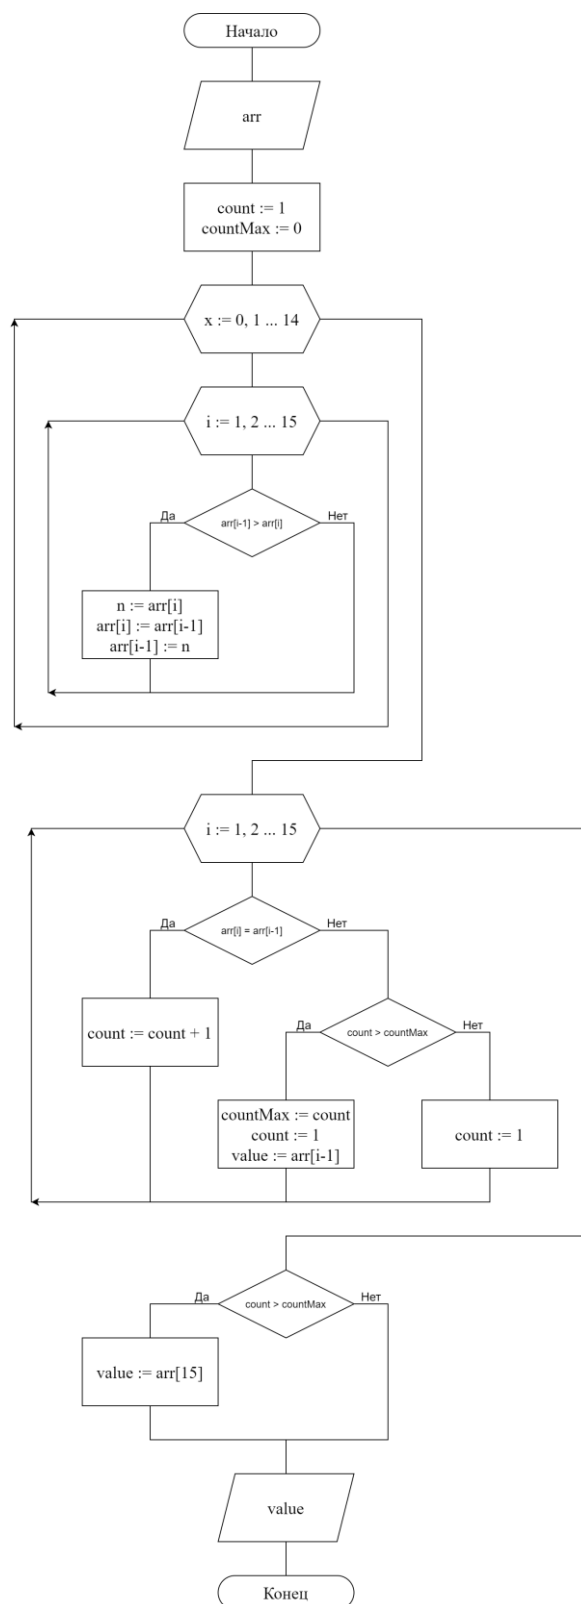 Начало
arr
count := 1
countMax := 0
x := 0, 1 ... 14
i := 1, 2 ... 15
Да
Нет
arr[i-1] > arr[i]
n := arr[i]
arr[i] := arr[i-1]
arr[i-1] := n
i := 1, 2 ... 15
Да
Нет
arr[i] = arr[i-1]
count := count + 1
Да
Нет
count > countMax
countMax := count
count := 1
value := arr[i-1]
count := 1
Да
Нет
count > countMax
value := arr[15]
value
Конец